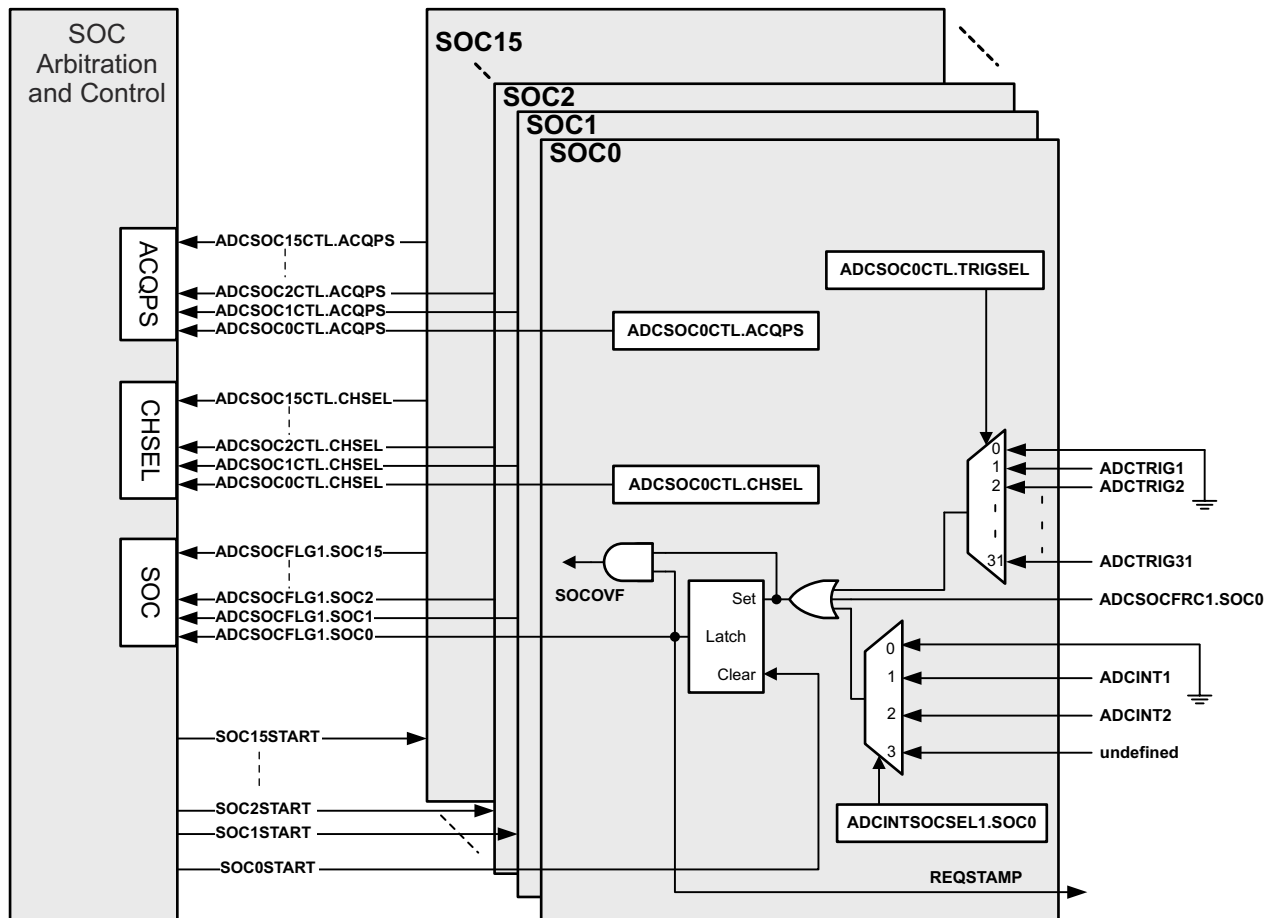 SOC
Arbitration
and Control
SOC15
SOC2
SOC1
SOC0
ACQPS
ADCSOC15CTL.ACQPS
ADCSOC2CTL.ACQPS
ADCSOC1CTL.ACQPS
ADCSOC0CTL.ACQPS
ADCSOC0CTL.ACQPS
ADCSOC0CTL.TRIGSEL
CHSEL
ADCSOC15CTL.CHSEL
ADCSOC2CTL.CHSEL
ADCSOC1CTL.CHSEL
ADCSOC0CTL.CHSEL
ADCSOC0CTL.CHSEL
0
1
2
31
ADCTRIG1
ADCTRIG2
ADCTRIG31
SOC
ADCSOCFLG1.SOC15
ADCSOCFLG1.SOC2
ADCSOCFLG1.SOC1
ADCSOCFLG1.SOC0
SOCOVF
Set
Latch
Clear
ADCSOCFRC1.SOC0
0
1
2
3
ADCINT1
ADCINT2
undefined
ADCINTSOCSEL1.SOC0
SOC15START
SOC2START
SOC1START
SOC0START
REQSTAMP